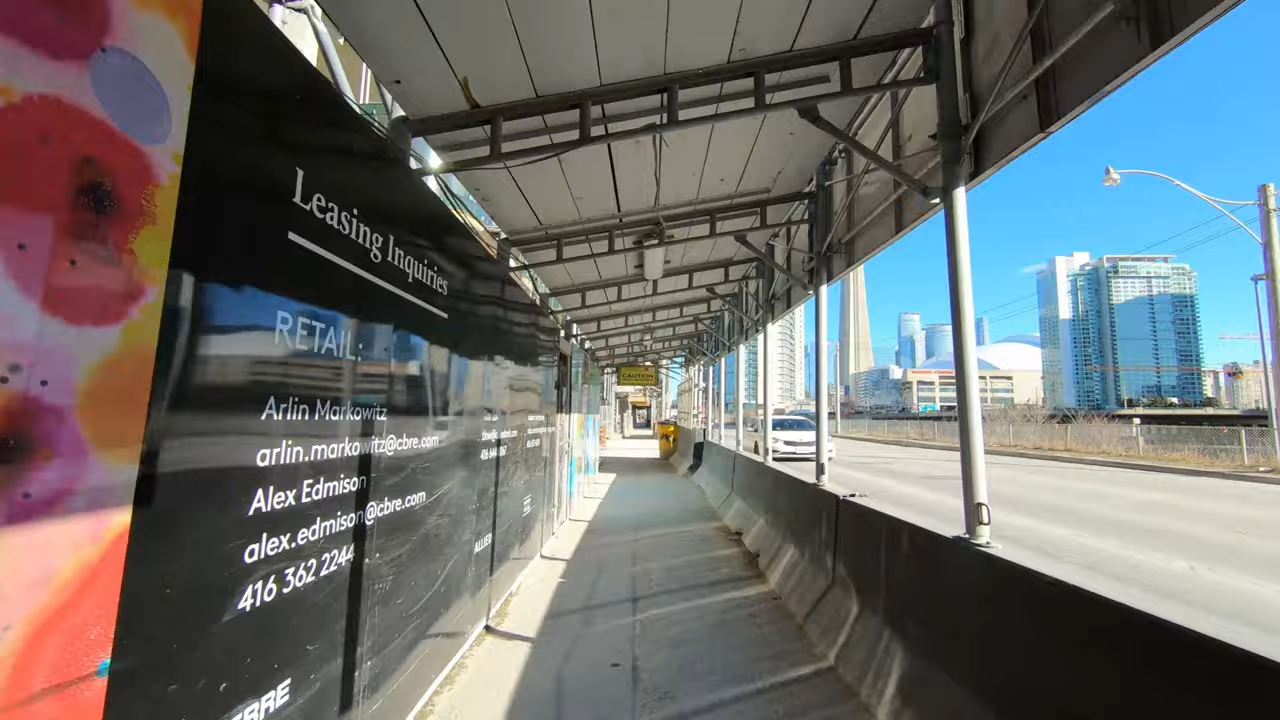 Leasing Inquiries
RETAIL:
Arlin Markowitz
arlin.markowitz@cbre.com
Alex Edmison
alex.edmison@cbre.com
416 362 2244
CBRE
ALLIED
CAUTION